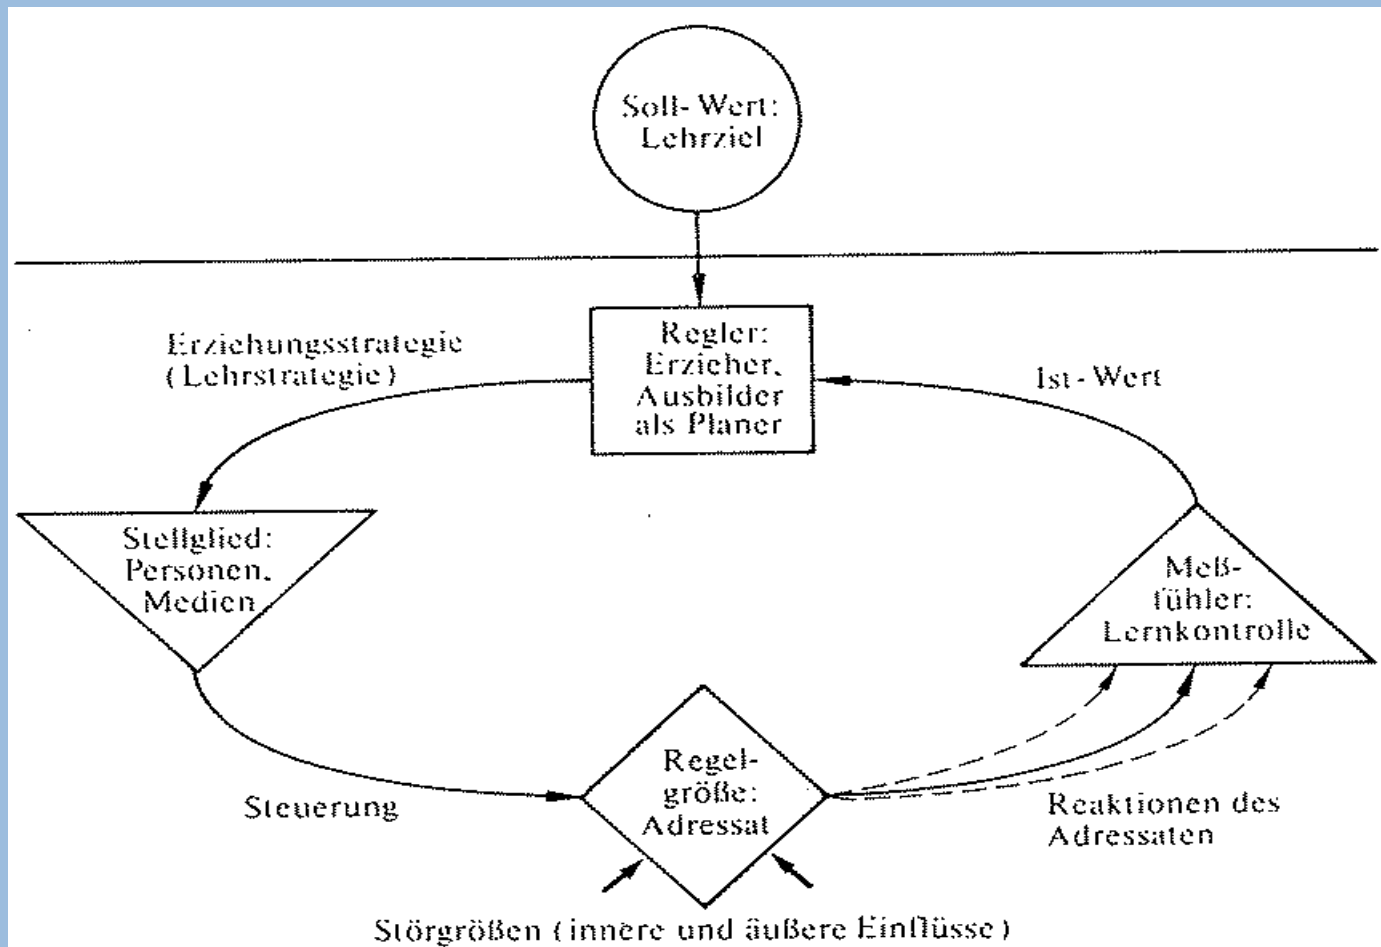 Soll-Wert:
Lehrziel
Regler:
Erzieher,
Ausbilder
als Planer
Erziehungsstrategie
(Lehrstrategie)
Ist-Wert
Stellglied:
Personen,
Medien
Meß-
fühler:
Lernkontrolle
Regel-
größe:
Adressat
Steuerung
Reaktionen des
Adressaten
Störgrößen (innere und äußere Einflüsse)